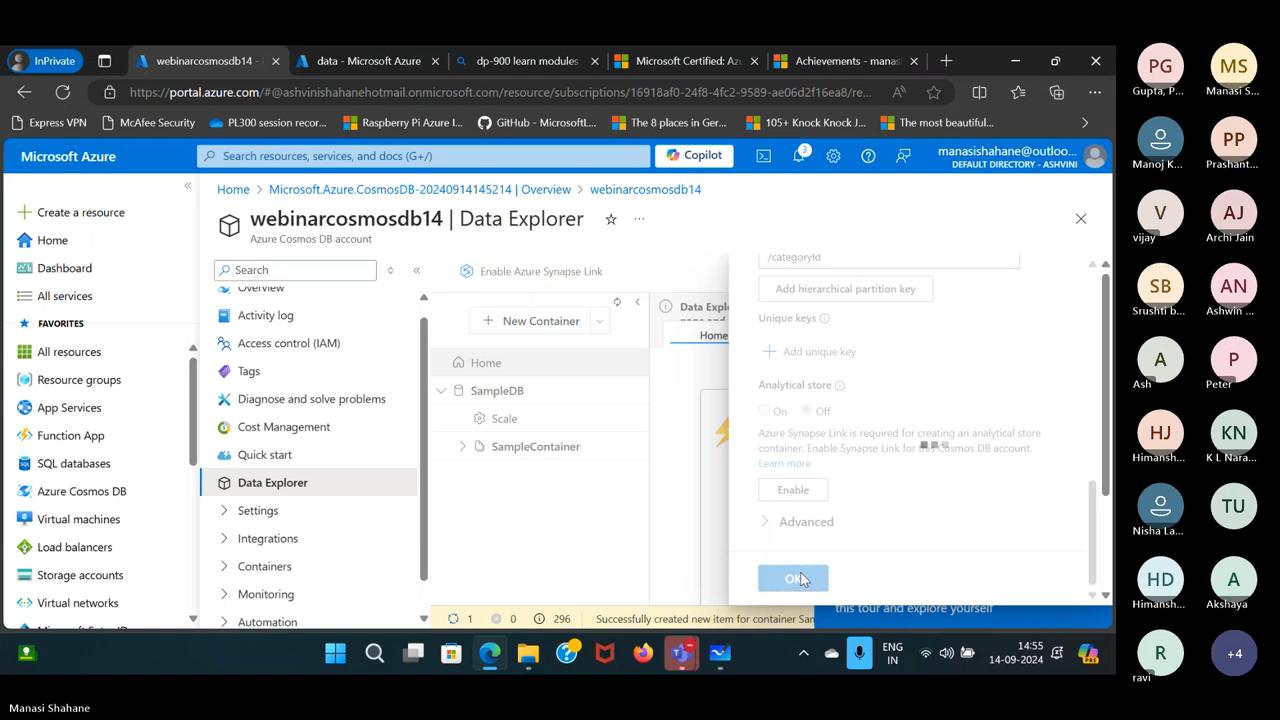 InPrivate
webinarcosmosdb14 -
data - Microsoft Azure
dp-900 learn modules
Microsoft Certified: Az
Achievements - manas
https://portal.azure.com/#@ashvinishahanehotmail.onmicrosoft.com/resource/subscriptions/16918af0-24f8-4fc2-9589-ae06d2f16ea8/re...
Express VPN
McAfee Security
PL300 session recor...
Raspberry Pi Azure I...
GitHub - MicrosoftL...
The 8 places in Ger...
105+ Knock Knock J...
The most beautiful...
Microsoft Azure
Search resources, services, and docs (G+/)
Copilot
3
manasishahane@outloo...
DEFAULT DIRECTORY - ASHVINI
Create a resource
Home
Dashboard
All services
FAVORITES
All resources
Resource groups
App Services
Function App
SQL databases
Azure Cosmos DB
Virtual machines
Load balancers
Storage accounts
Virtual networks
Home > Microsoft.Azure.CosmosDB-20240914145214 | Overview > webinarcosmosdb14
webinarcosmosdb14 | Data Explorer
Azure Cosmos DB account
Search
Overview
Activity log
Access control (IAM)
Tags
Diagnose and solve problems
Cost Management
Quick start
Data Explorer
Settings
Integrations
Containers
Monitoring
Automation
Enable Azure Synapse Link
New Container
Home
SampleDB
Scale
SampleContainer
Data Explo
Home
1 0 296 Successfully created new item for container Sam
/categoryId
Add hierarchical partition key
Unique keys
Add unique key
Analytical store
On Off
Azure Synapse Link is required for creating an analytical store
container. Enable Synapse Link for this Cosmos DB account.
Learn more
Enable
Advanced
OK
this tour and explore yourself
ENG
IN
14:55
14-09-2024
PG
Gupta, P...
MS
Manasi S...
Manoj K...
PP
Prashant...
V
vijay
AJ
Archi Jain
SB
Srushti b...
AN
Ashwin ...
A
Ash
P
Peter
HJ
Himansh...
KN
K L Nara...
Nisha La...
TU
HD
Himansh...
A
Akshaya
R
ravi
+4
Manasi Shahane